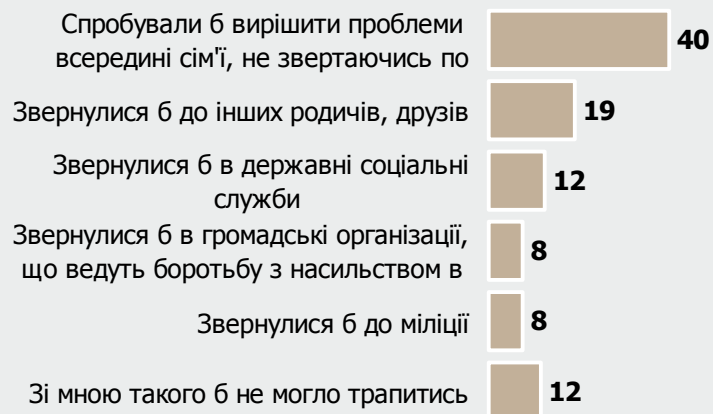 Спробували б вирішити проблеми
всередині сім'ї, не звертаючись по
40
Звернулися б до інших родичів, друзів
19
Звернулися б в державні соціальні
служби
12
Звернулися б в громадські організації,
що ведуть боротьбу з насильством в
8
Звернулися б до міліції
8
Зі мною такого б не могло трапитись
12